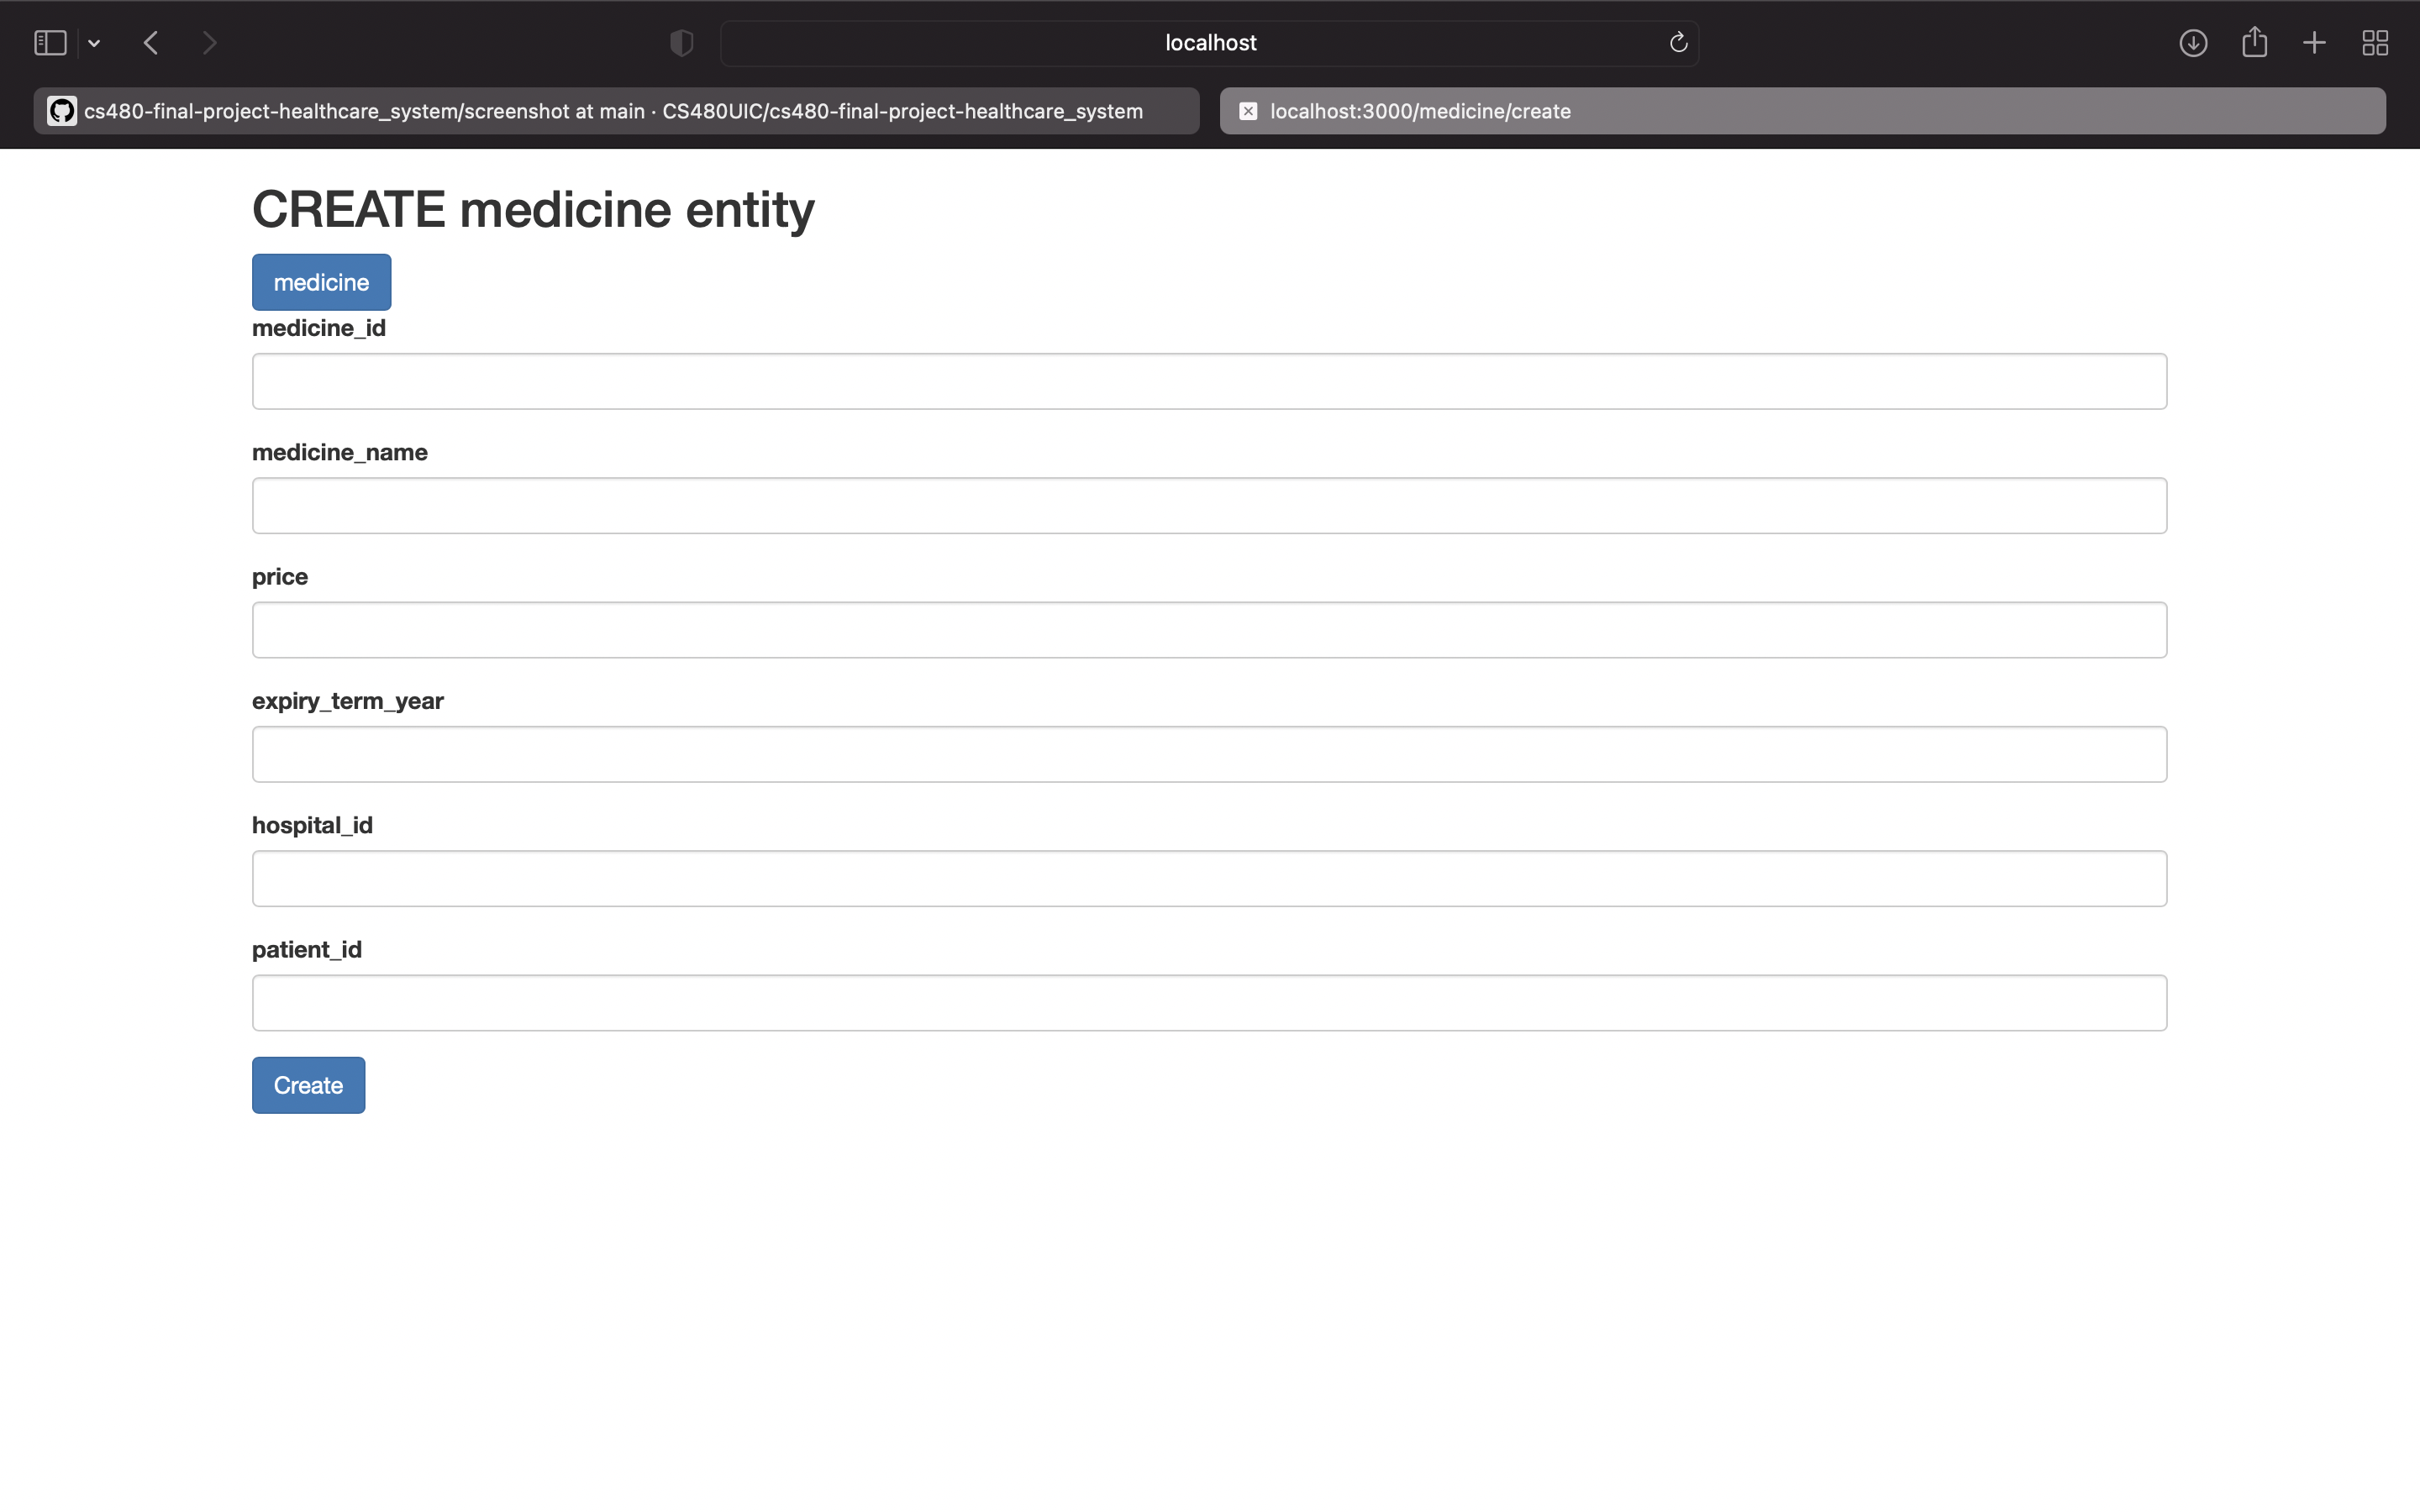 localhost
cs480-final-project-healthcare_system/screenshot at main · CS480UIC/cs480-final-project-healthcare_system
localhost:3000/medicine/create
CREATE medicine entity
medicine
medicine_id
medicine_name
price
expiry_term_year
hospital_id
patient_id
Create